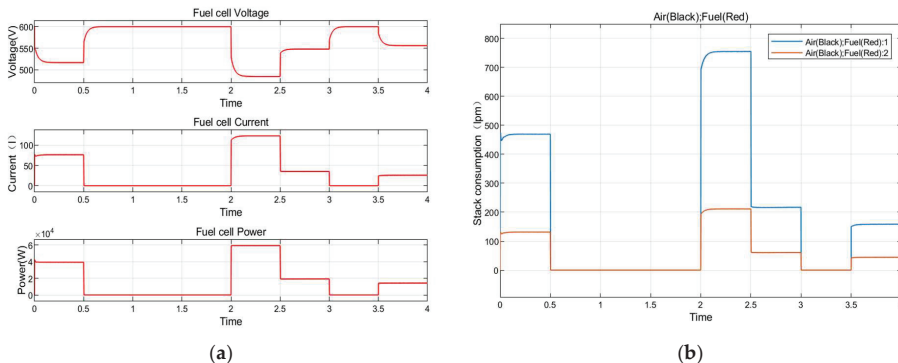 Fuel cell Voltage
Voltage(V)
600
550
500
0 0.5 1 1.5 2 2.5 3 3.5 4
Time
Fuel cell Current
Current（I）
100
50
0
0 0.5 1 1.5 2 2.5 3 3.5 4
Time
×10⁴
Fuel cell Power
Power(W)
6
4
2
0
0 0.5 1 1.5 2 2.5 3 3.5 4
Time
(a)
Air(Black);Fuel(Red)
Air(Black);Fuel(Red):1
Air(Black);Fuel(Red):2
Stack consumption（lpm）
800
700
600
500
400
300
200
100
0
0 0.5 1 1.5 2 2.5 3 3.5
Time
(b)